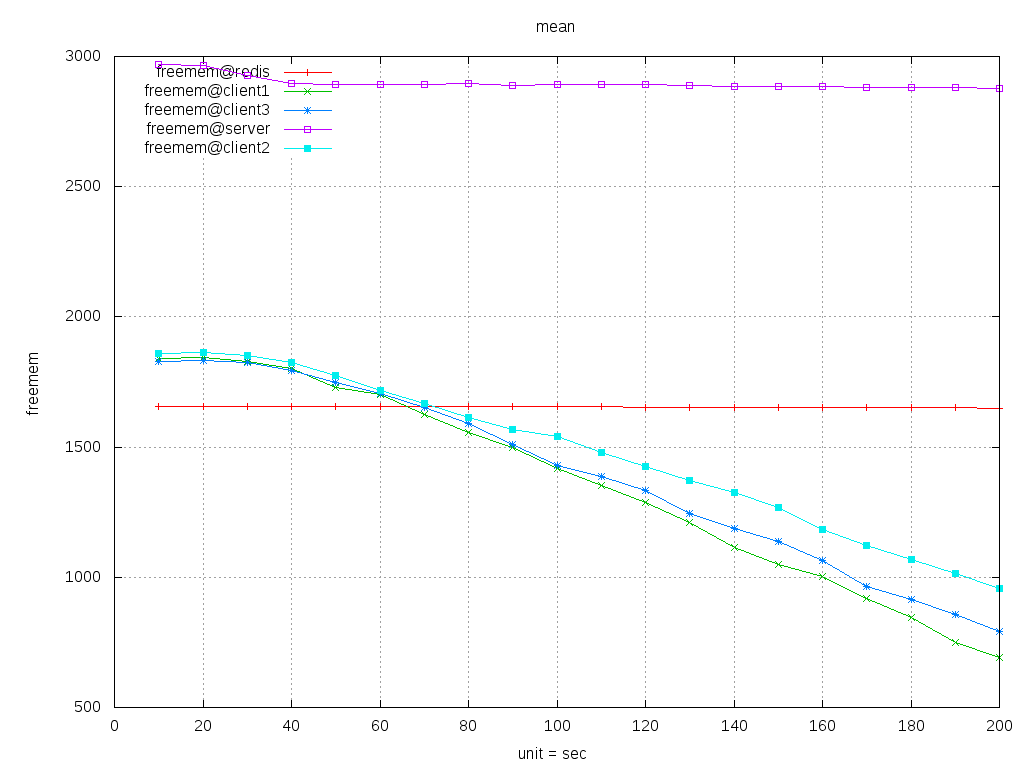 mean
3000
2500
2000
1500
1000
500
freemem
freemem@redis
freemem@client1
freemem@client3
freemem@server
freemem@client2
0 20 40 60 80 100 120 140 160 180 200
unit = sec